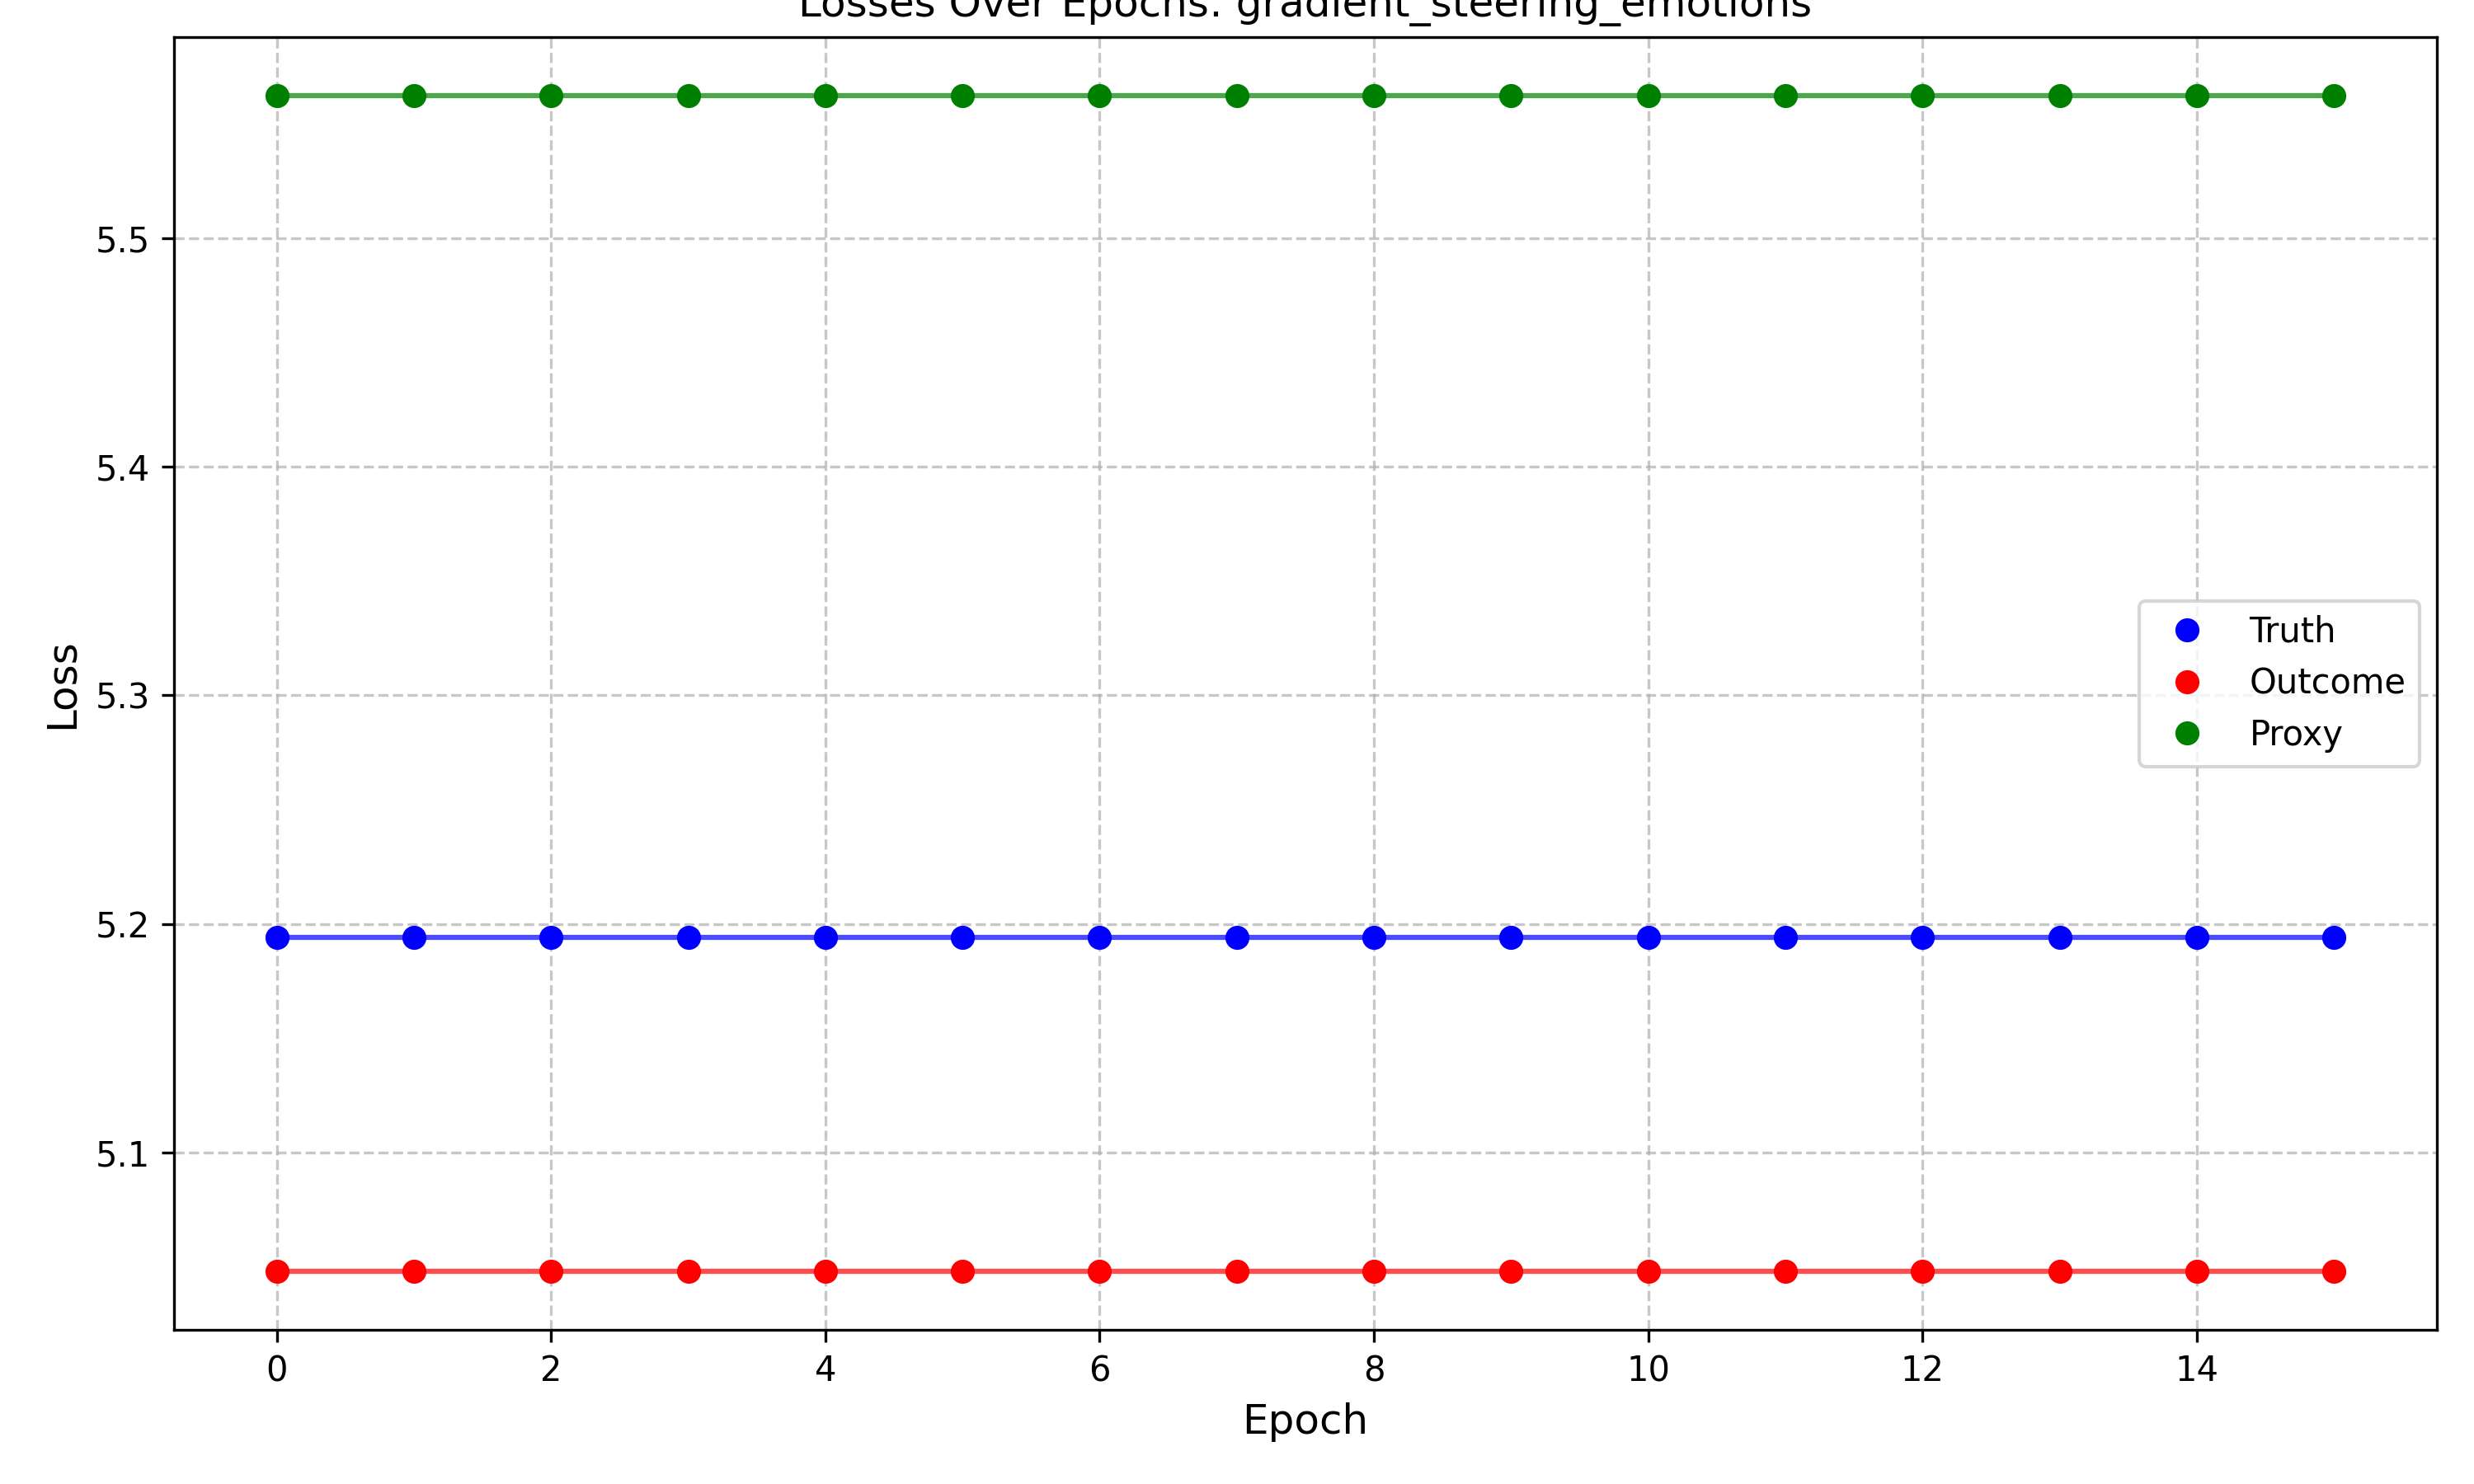 Losses Over Epochs: gradient_steering_emotions
5.5
5.4
5.3
5.2
5.1
Loss
Truth
Outcome
Proxy
0 2 4 6 8 10 12 14
Epoch